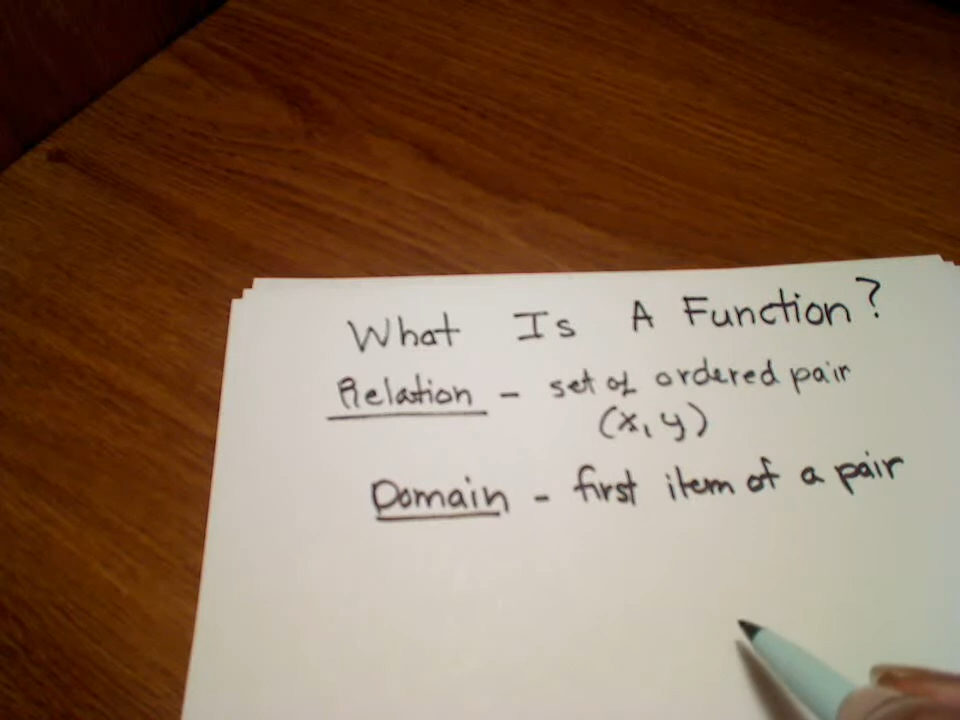 What Is A Function?
Relation - set of ordered pair
(x, y)
Domain - first item of a pair